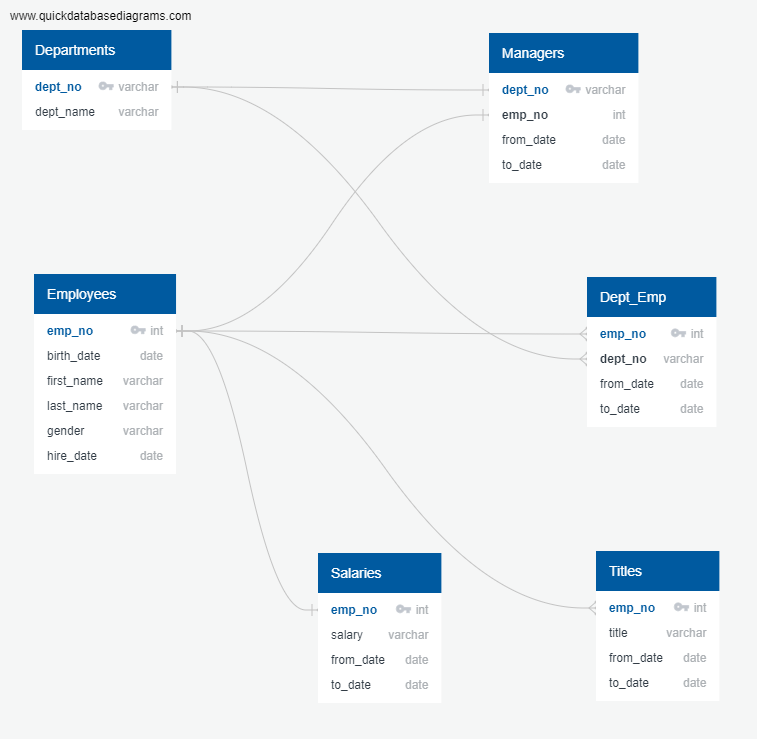 www.quickdatabasediagrams.com
Departments
dept_no varchar
dept_name varchar
Managers
dept_no varchar
emp_no int
from_date date
to_date date
Employees
emp_no int
birth_date date
first_name varchar
last_name varchar
gender varchar
hire_date date
Dept_Emp
emp_no int
dept_no varchar
from_date date
to_date date
Salaries
emp_no int
salary varchar
from_date date
to_date date
Titles
emp_no int
title varchar
from_date date
to_date date